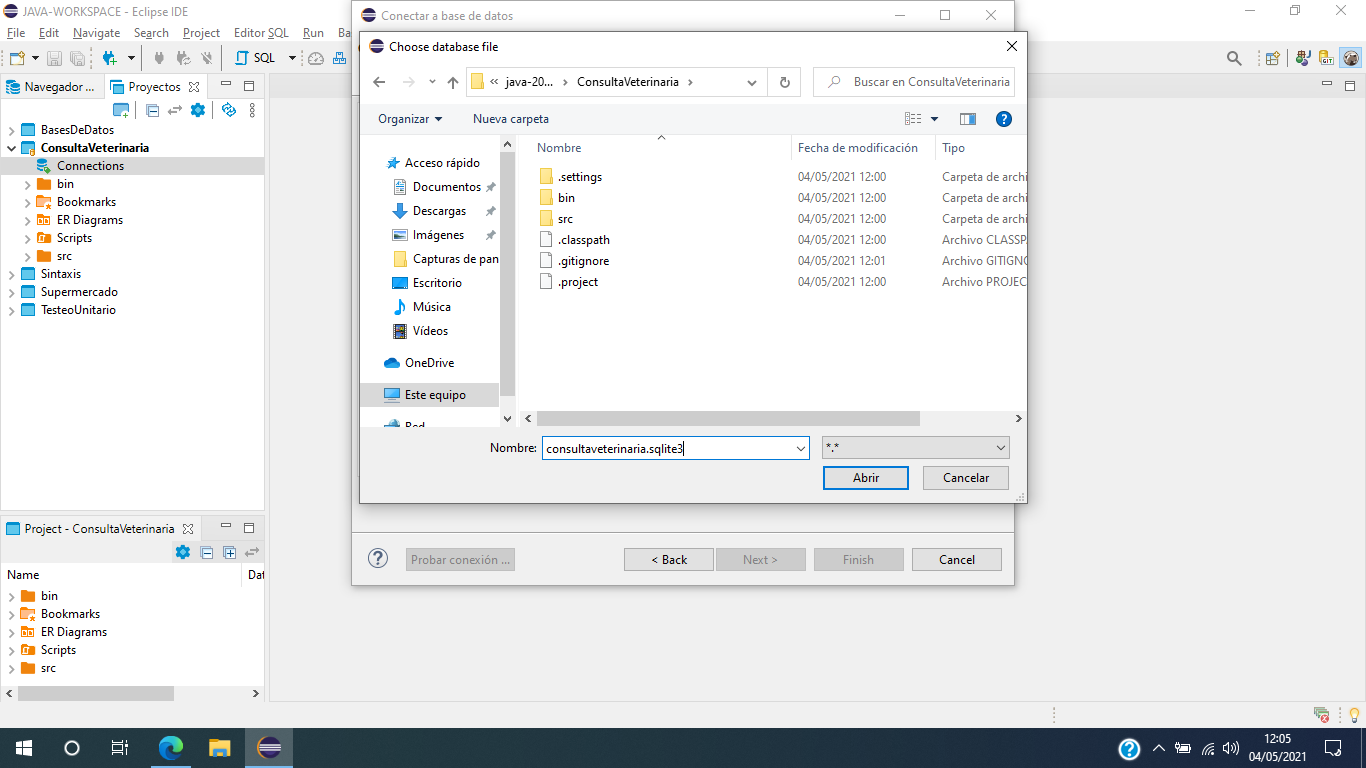 JAVA-WORKSPACE - Eclipse IDE
File Edit Navigate Search Project Editor SQL Run Ba
SQL
Navegador ... Proyectos
BasesDeDatos
ConsultaVeterinaria
Connections
bin
Bookmarks
ER Diagrams
Scripts
src
Sintaxis
Supermercado
TesteoUnitario
Project - ConsultaVeterinaria
Name Dat
bin
Bookmarks
ER Diagrams
Scripts
src
Conectar a base de datos
Choose database file
« java-20... > ConsultaVeterinaria >
Buscar en ConsultaVeterinaria
Organizar Nueva carpeta
Acceso rápido
Documentos
Descargas
Imágenes
Capturas de pan
Escritorio
Música
Vídeos
OneDrive
Este equipo
Red
Nombre Fecha de modificación Tipo
.settings 04/05/2021 12:00 Carpeta de archi
bin 04/05/2021 12:00 Carpeta de archi
src 04/05/2021 12:00 Carpeta de archi
.classpath 04/05/2021 12:00 Archivo CLASSP
.gitignore 04/05/2021 12:01 Archivo GITIGNO
.project 04/05/2021 12:00 Archivo PROJEC
Nombre: consultaveterinaria.sqlite3 *.*
Abrir Cancelar
? Probar conexión ... < Back Next > Finish Cancel
GIT
12:05
04/05/2021